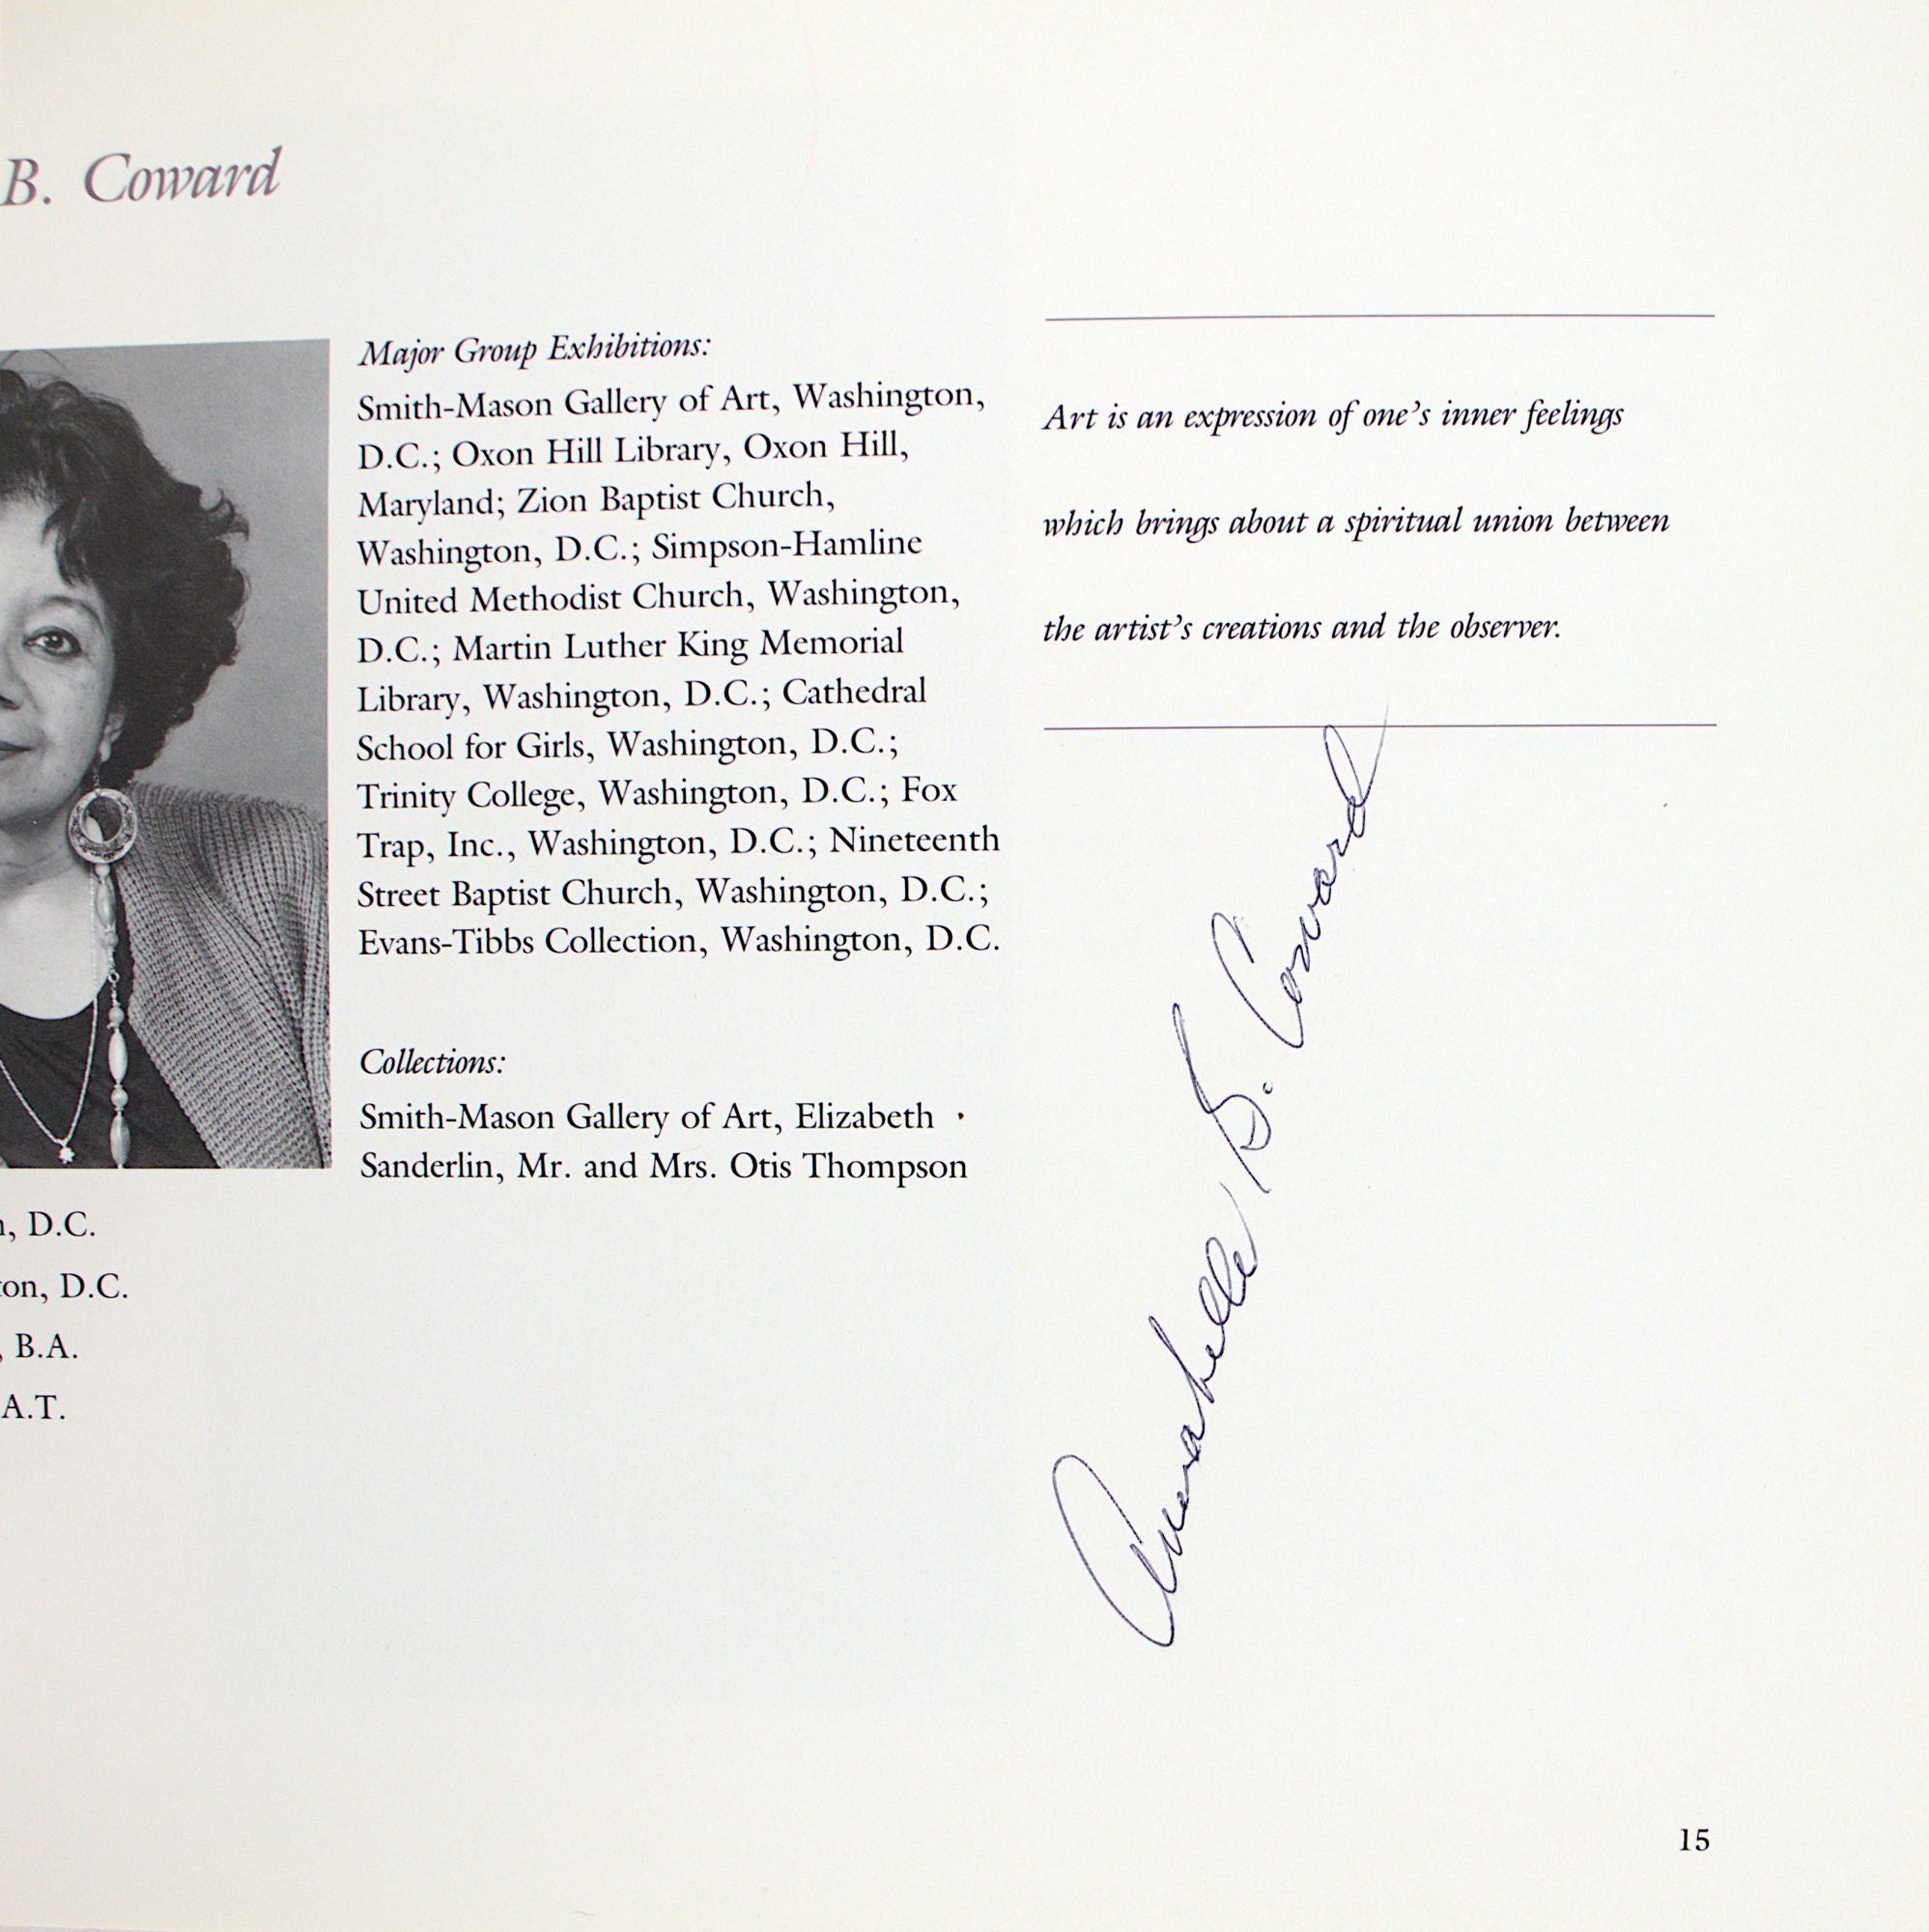 B. Coward
Major Group Exhibitions:
Smith-Mason Gallery of Art, Washington,
D.C.; Oxon Hill Library, Oxon Hill,
Maryland; Zion Baptist Church,
Washington, D.C.; Simpson-Hamline
United Methodist Church, Washington,
D.C.; Martin Luther King Memorial
Library, Washington, D.C.; Cathedral
School for Girls, Washington, D.C.;
Trinity College, Washington, D.C.; Fox
Trap, Inc., Washington, D.C.; Nineteenth
Street Baptist Church, Washington, D.C.;
Evans-Tibbs Collection, Washington, D.C.
Collections:
Smith-Mason Gallery of Art, Elizabeth
Sanderlin, Mr. and Mrs. Otis Thompson
D.C.
D.C.
B.A.
A.T.
Art is an expression of one's inner feelings
which brings about a spiritual union between
the artist's creations and the observer.
Annabelle B. Coward
15